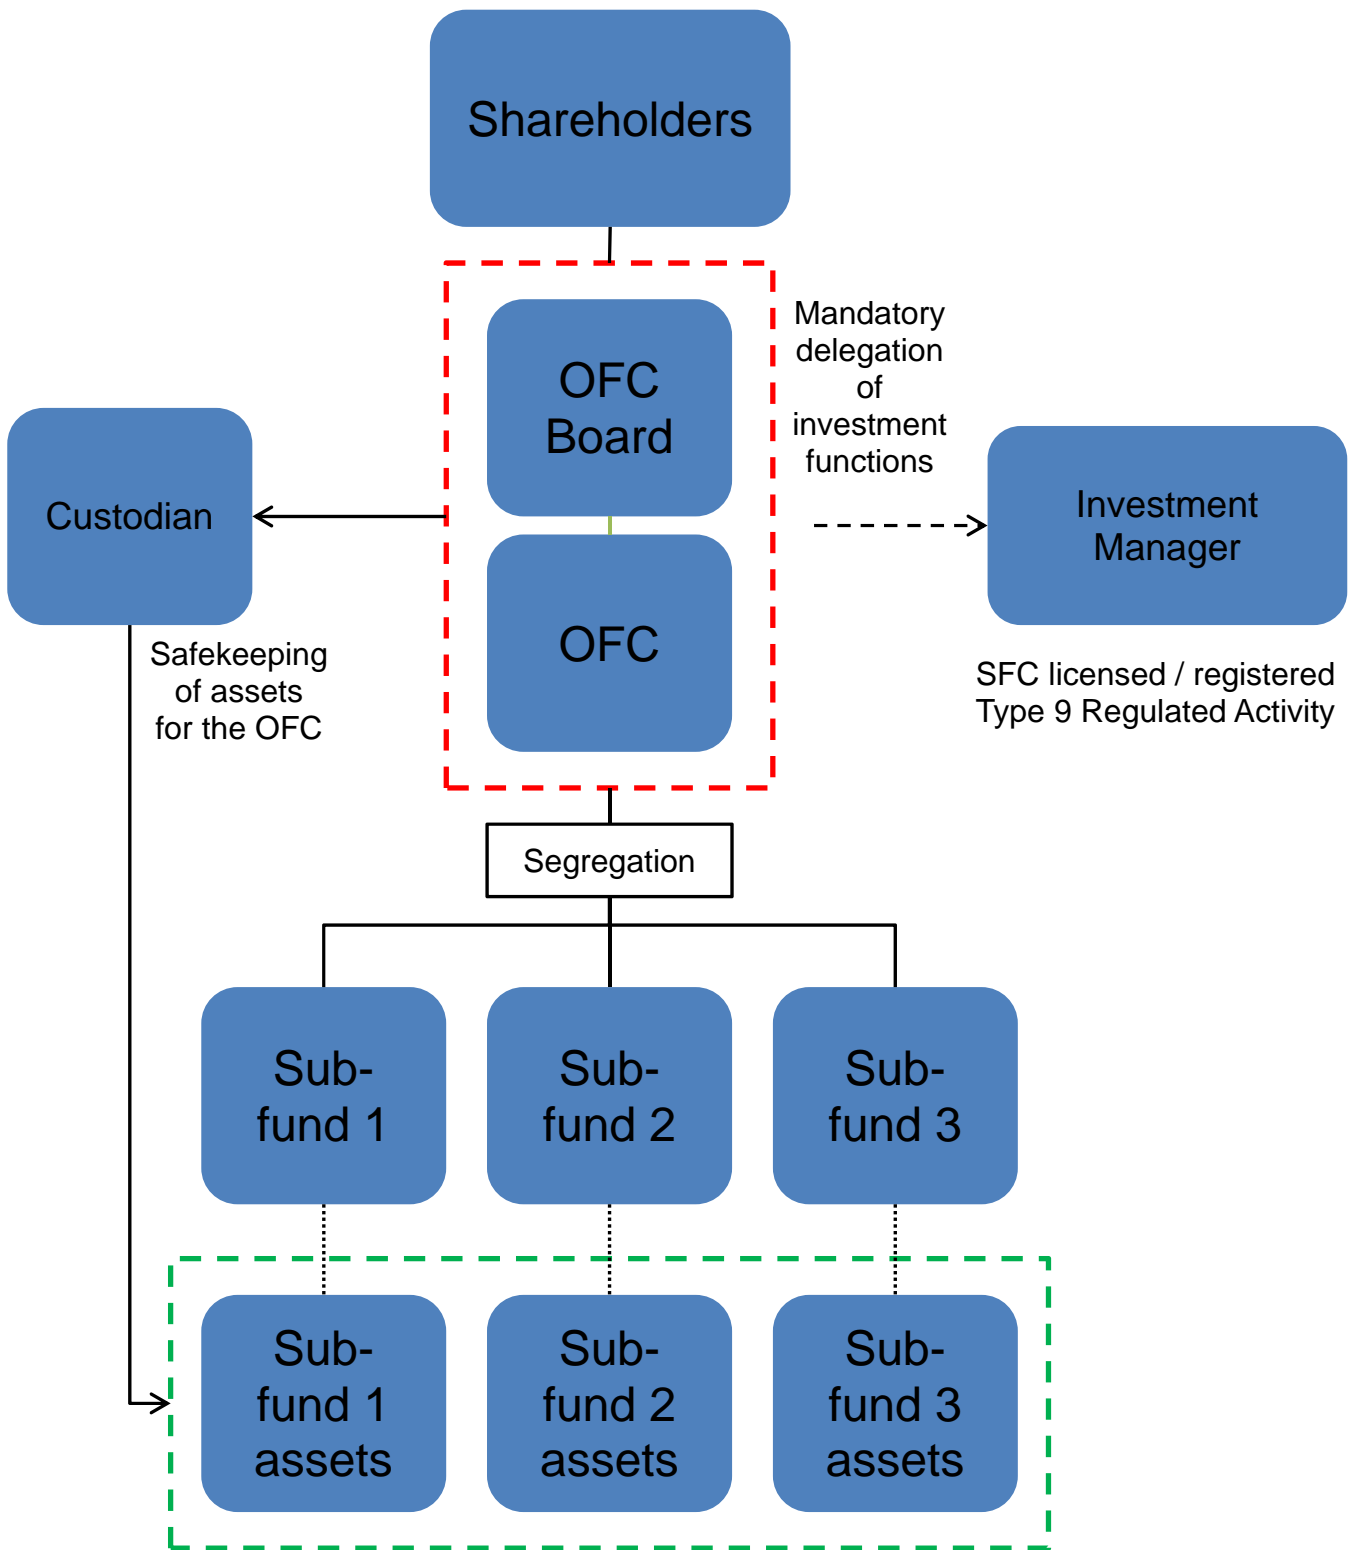 Shareholders
OFC
Board
Mandatory
delegation
of
investment
functions
Custodian
Investment
Manager
OFC
Safekeeping
of assets
for the OFC
SFC licensed / registered
Type 9 Regulated Activity
Segregation
Sub-
fund 1
Sub-
fund 2
Sub-
fund 3
Sub-
fund 1
assets
Sub-
fund 2
assets
Sub-
fund 3
assets